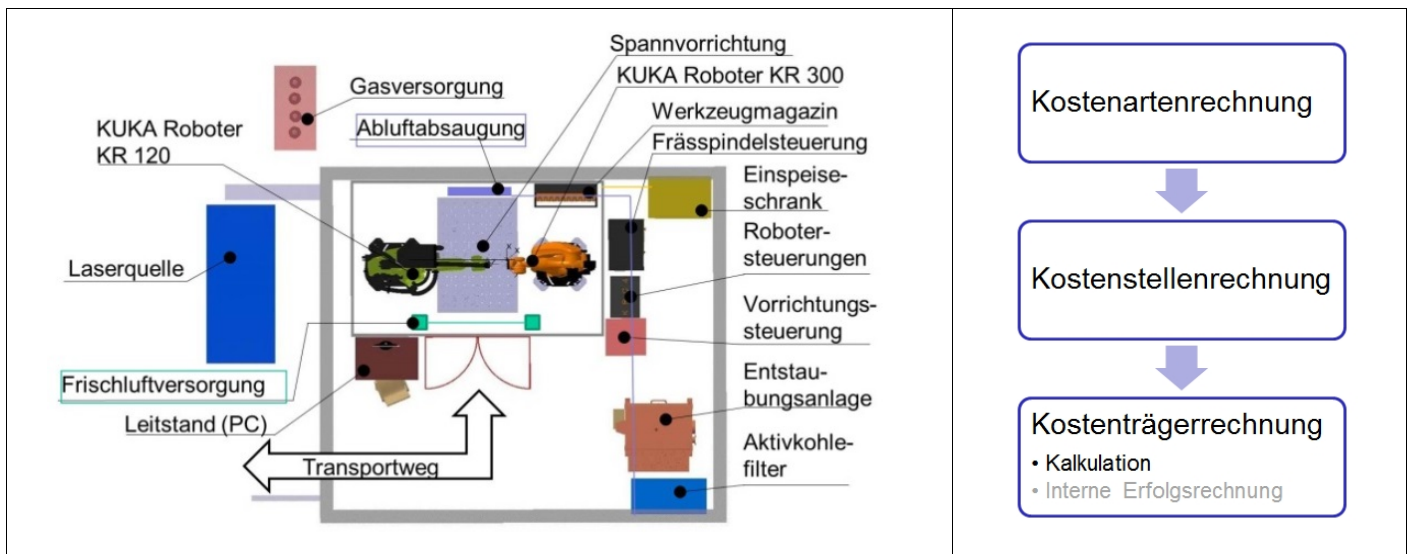 Spannvorrichtung
KUKA Roboter KR 300
Gasversorgung
Werkzeugmagazin
KUKA Roboter
KR 120
Abluftabsaugung
Frässpindelsteuerung
Einspeise-
schrank
Roboter-
steuerungen
Laserquelle
Vorrichtungs-
steuerung
Frischluftversorgung
Entstau-
bungsanlage
Leitstand (PC)
Aktivkohle-
filter
Transportweg
Kostenartenrechnung
Kostenstellenrechnung
Kostenträgerrechnung
• Kalkulation
• Interne Erfolgsrechnung